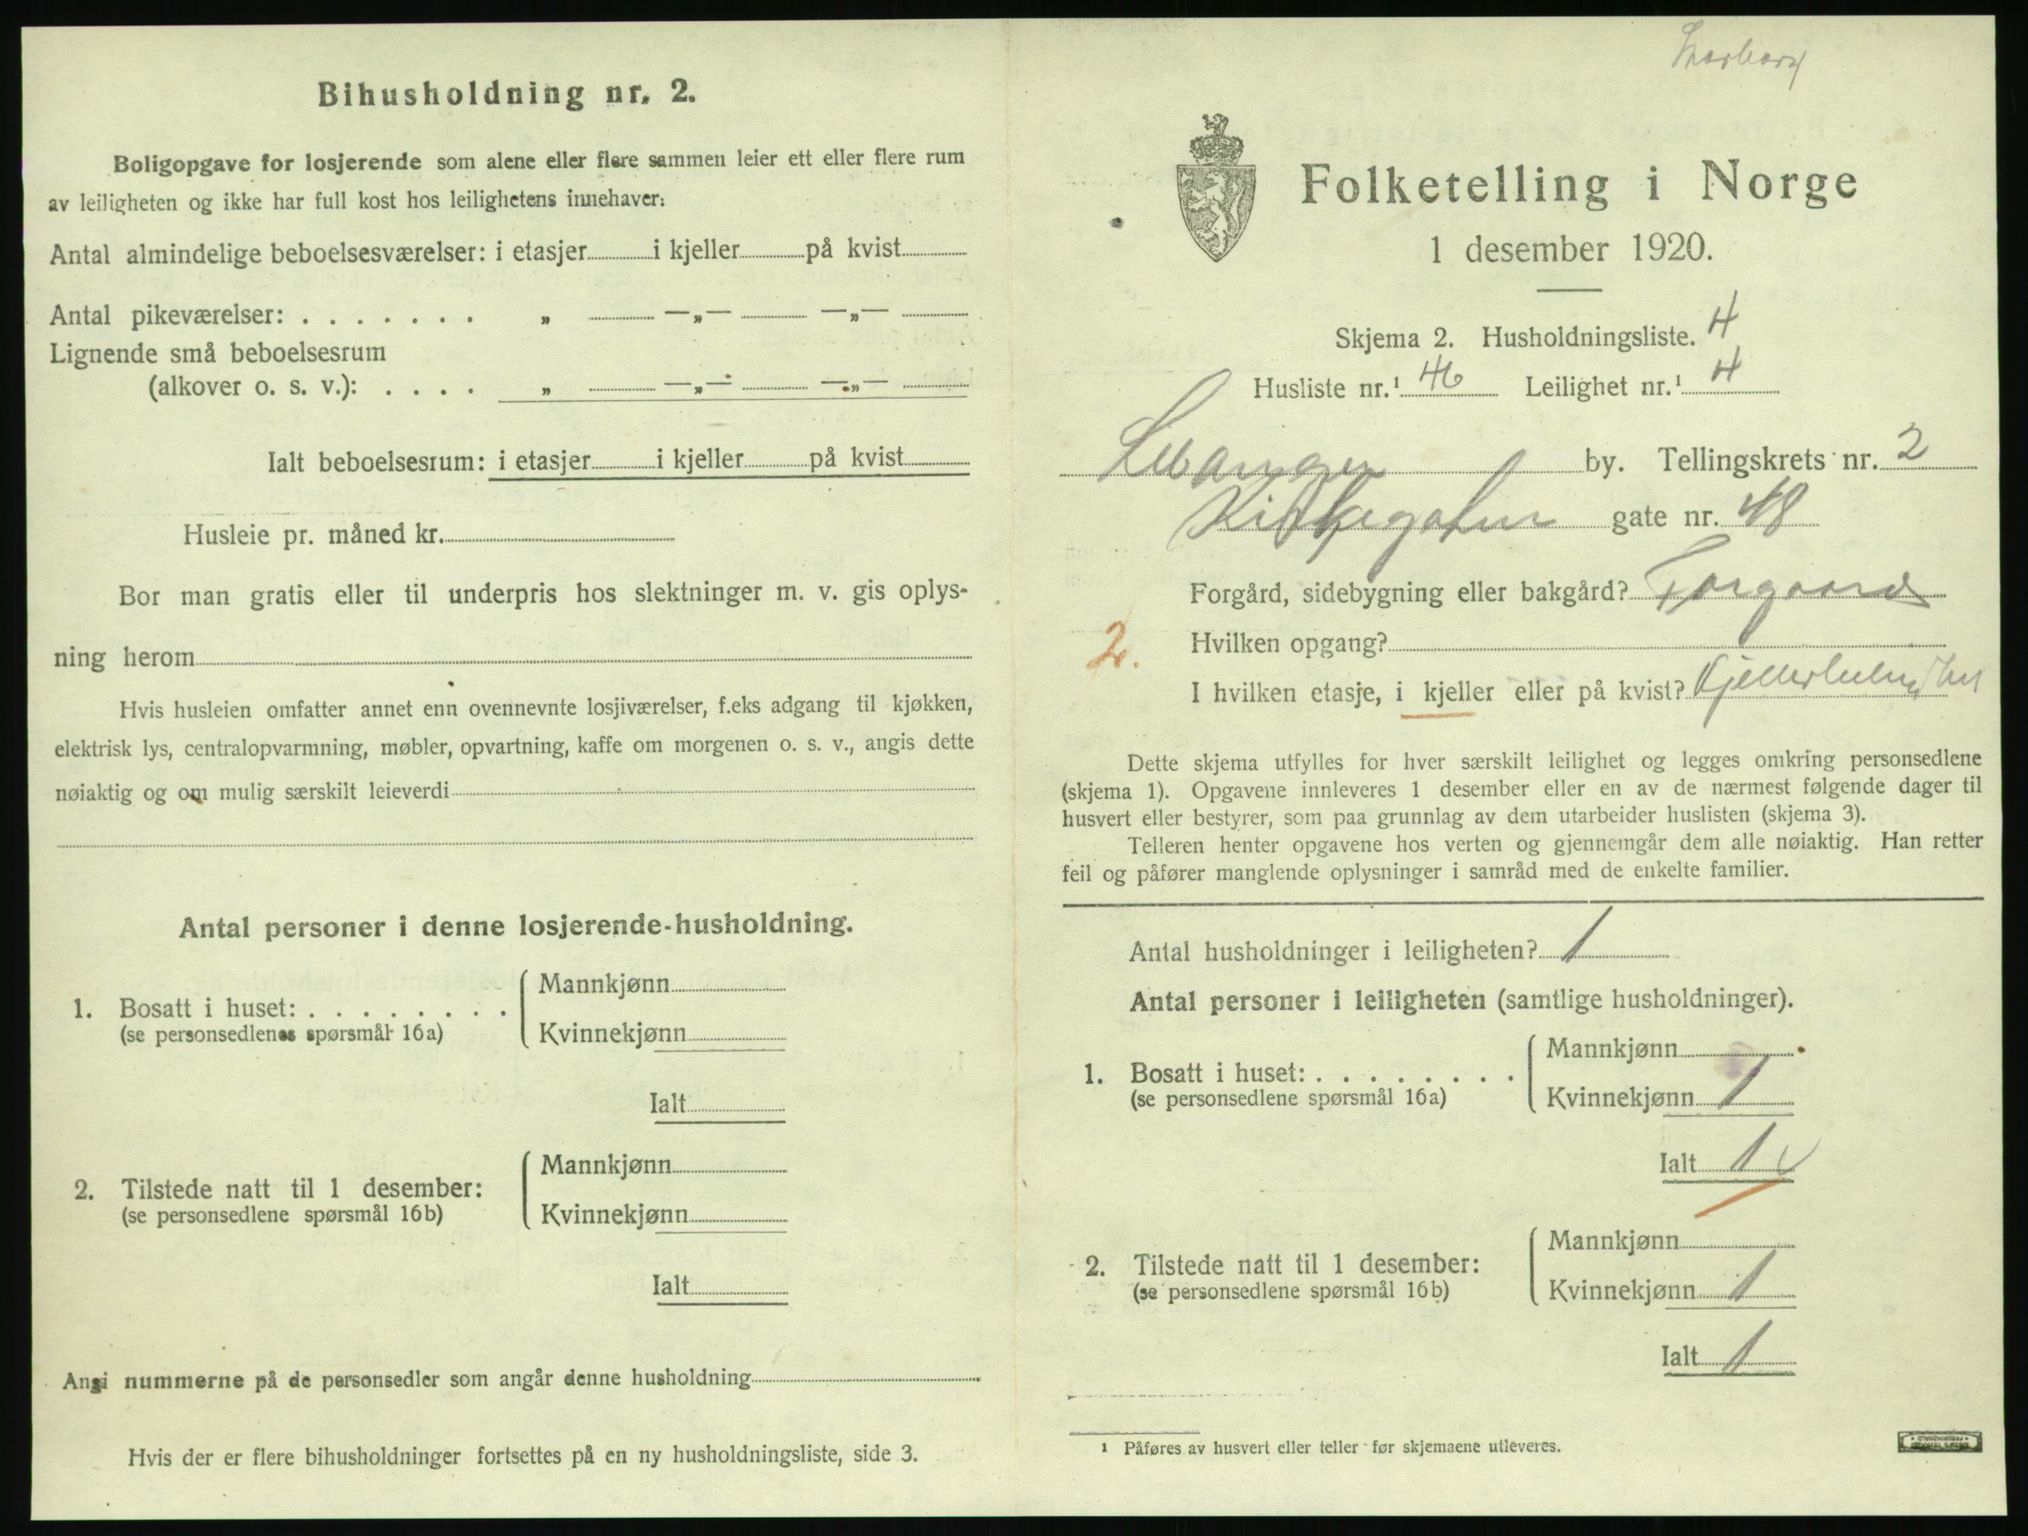 Bihusholdning nr. 2.
Boligopgave for losjerende som alene eller flere sammen leier ett eller flere rum
av leiligheten og ikke har full kost hos leilighetens innehaver:
Antal almindelige beboelsesværelser: i etasjer i kjeller på kvist
Antal pikeværelser: . . . . . . . „ —„— —„—
Lignende små beboelsesrum
(alkover o. s. v.): . . . . „ —„— —„—
Ialt beboelsesrum: i etasjer i kjeller på kvist
Husleie pr. måned kr.
Bor man gratis eller til underpris hos slektninger m. v. gis oplys-
ning herom
Hvis husleien omfatter annet enn ovennevnte losjiværelser, f.eks adgang til kjøkken,
elektrisk lys, centralopvarmning, møbler, opvartning, kaffe om morgenen o. s. v., angis dette
nøiaktig og om mulig særskilt leieverdi
Antal personer i denne losjerende-husholdning.
1. Bosatt i huset: . . . . . . . .
(se personsedlenes spørsmål 16a)
Mannkjønn
Kvinnekjønn
Ialt
2. Tilstede natt til 1 desember:
(se personsedlene spørsmål 16b)
Mannkjønn
Kvinnekjønn
Ialt
Angi nummerne på de personsedler som angår denne husholdning
Hvis der er flere bihusholdninger fortsettes på en ny husholdningsliste, side 3.
Folketelling i Norge
1 desember 1920.
Skjema 2. Husholdningsliste. 4
Husliste nr.¹ 46 Leilighet nr.¹ 4
Levanger by. Tellingskrets nr. 2
Kirkegaten gate nr. 48
Forgård, sidebygning eller bakgård? Forgaard
2. Hvilken opgang?
I hvilken etasje, i kjeller eller på kvist?
Dette skjema utfylles for hver særskilt leilighet og legges omkring personsedlene
(skjema 1). Opgavene innleveres 1 desember eller en av de nærmest følgende dager til
husvert eller bestyrer, som paa grunnlag av dem utarbeider huslisten (skjema 3).
Telleren henter opgavene hos verten og gjennemgår dem alle nøiaktig. Han retter
feil og påfører manglende oplysninger i samråd med de enkelte familier.
Antal husholdninger i leiligheten? 1
Antal personer i leiligheten (samtlige husholdninger).
1. Bosatt i huset: . . . . . . . .
(se personsedlene spørsmål 16a)
Mannkjønn
Kvinnekjønn 1
Ialt 1
2. Tilstede natt til 1 desember:
(se personsedlene spørsmål 16b)
Mannkjønn
Kvinnekjønn 1
Ialt 1
¹ Påføres av husvert eller teller før skjemaene utleveres.